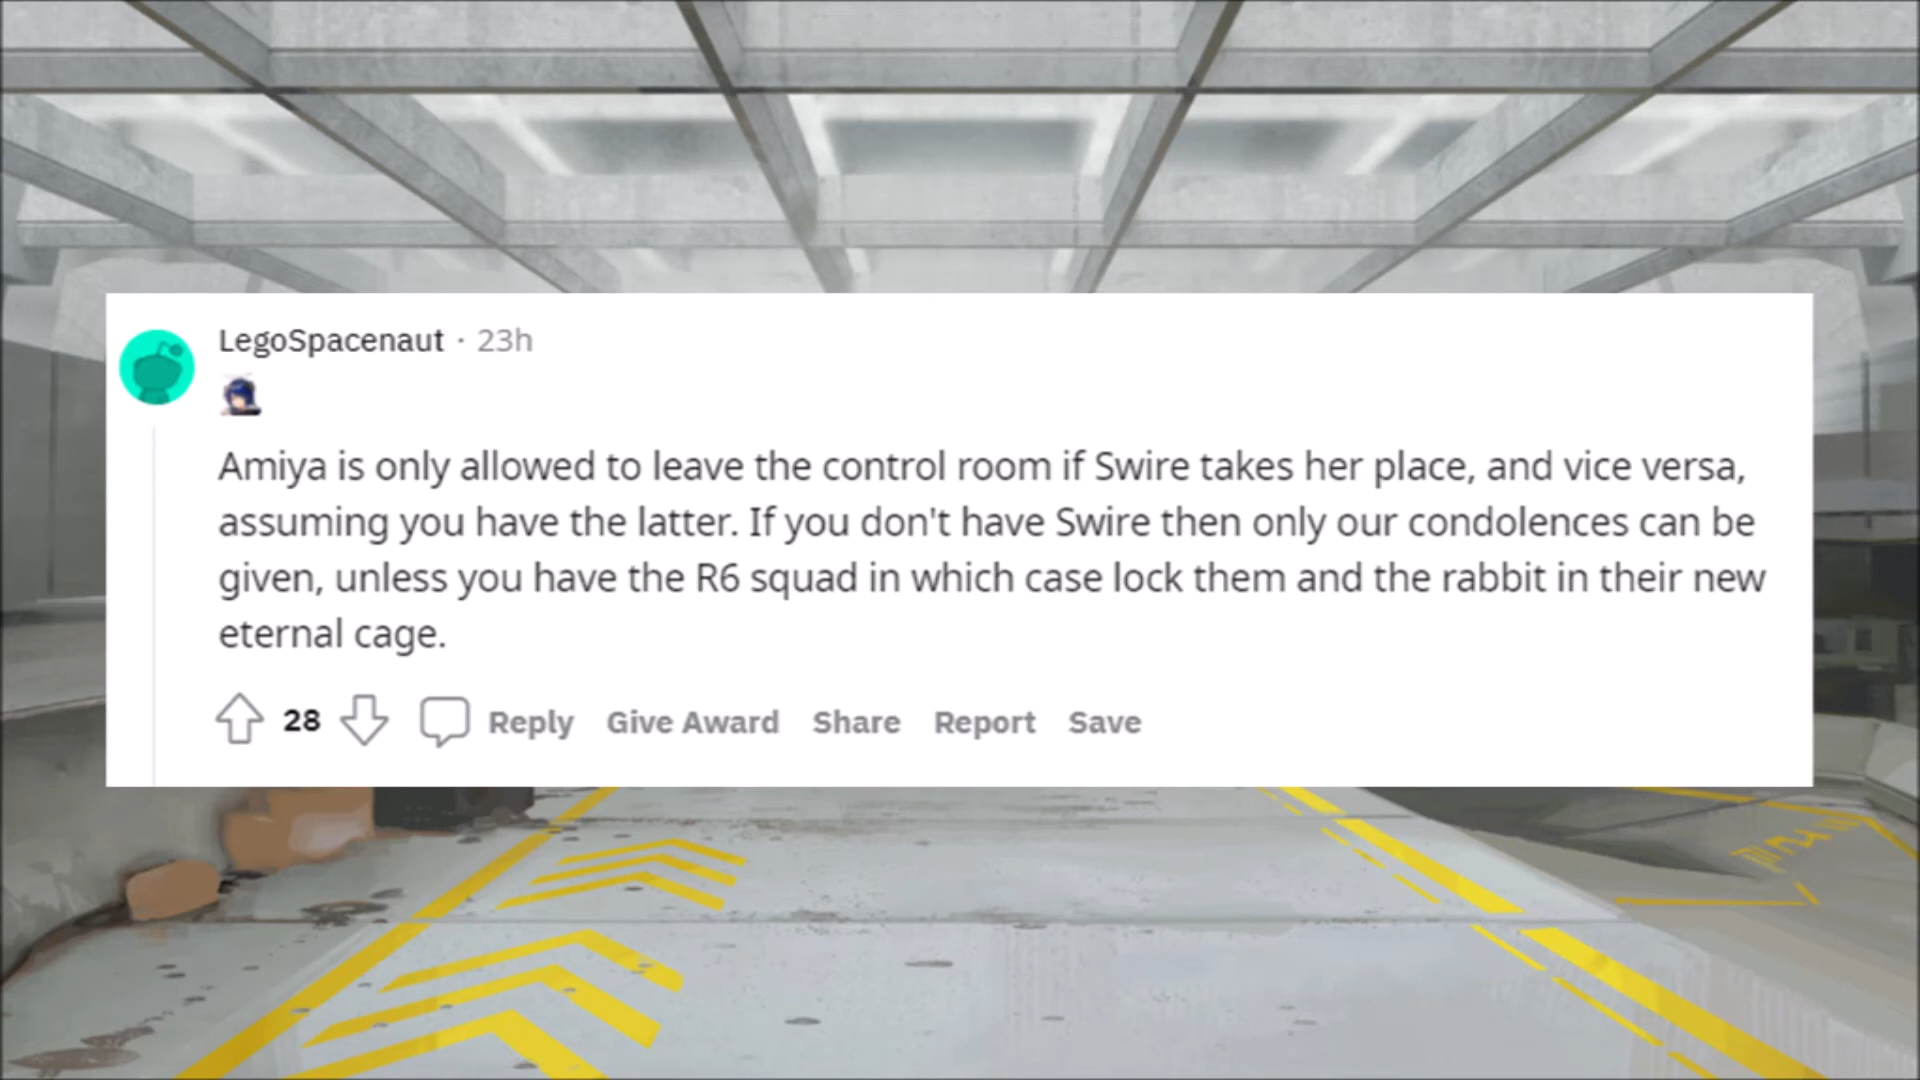 LegoSpacenaut · 23h
Amiya is only allowed to leave the control room if Swire takes her place, and vice versa,
assuming you have the latter. If you don't have Swire then only our condolences can be
given, unless you have the R6 squad in which case lock them and the rabbit in their new
eternal cage.
28 Reply Give Award Share Report Save